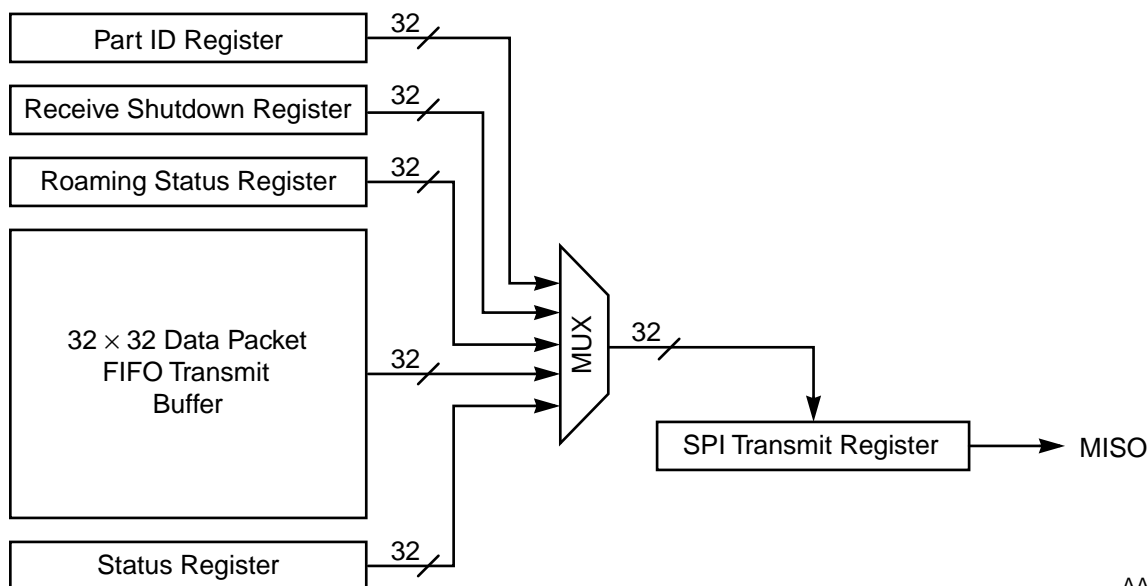 32
Part ID Register
32
Receive Shutdown Register
32
Roaming Status Register
32 × 32 Data Packet
FIFO Transmit
Buffer
32
MUX
32
SPI Transmit Register
MISO
32
Status Register